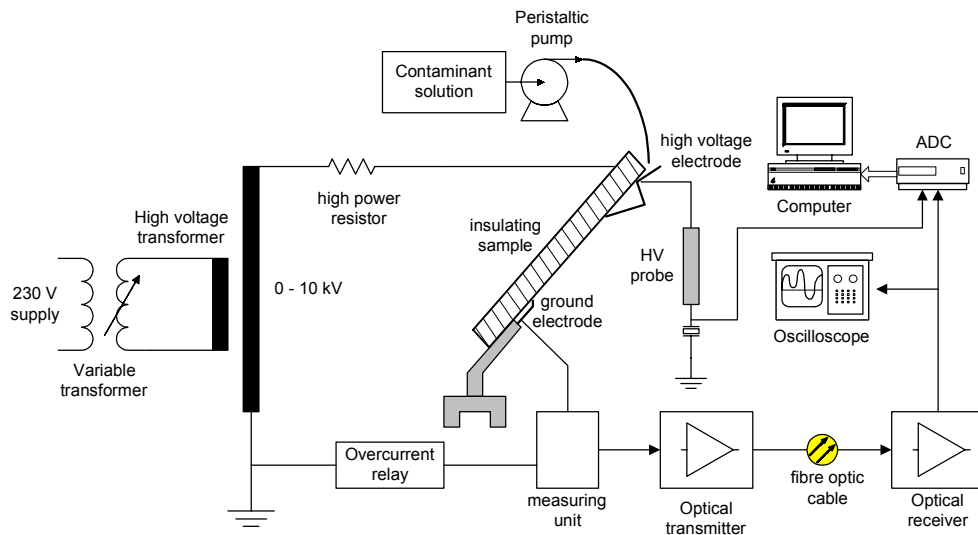 Peristaltic
pump
Contaminant
solution
high voltage
electrode
ADC
high power
resistor
insulating
sample
Computer
High voltage
transformer
HV
probe
230 V
supply
0 - 10 kV
ground
electrode
Oscilloscope
Variable
transformer
Overcurrent
relay
measuring
unit
Optical
transmitter
fibre optic
cable
Optical
receiver